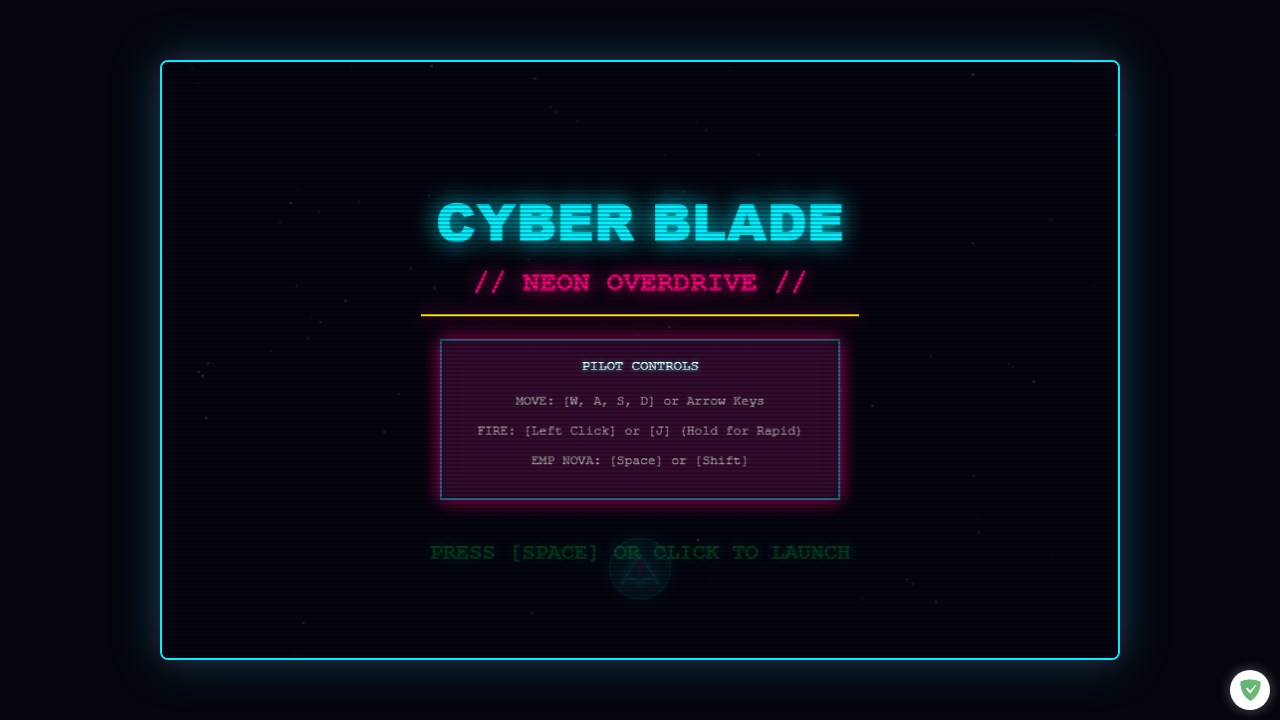 CYBER BLADE
// NEON OVERDRIVE //
PILOT CONTROLS
MOVE: [W, A, S, D] or Arrow Keys
FIRE: [Left Click] or [J] (Hold for Rapid)
EMP NOVA: [Space] or [Shift]
PRESS [SPACE] OR CLICK TO LAUNCH